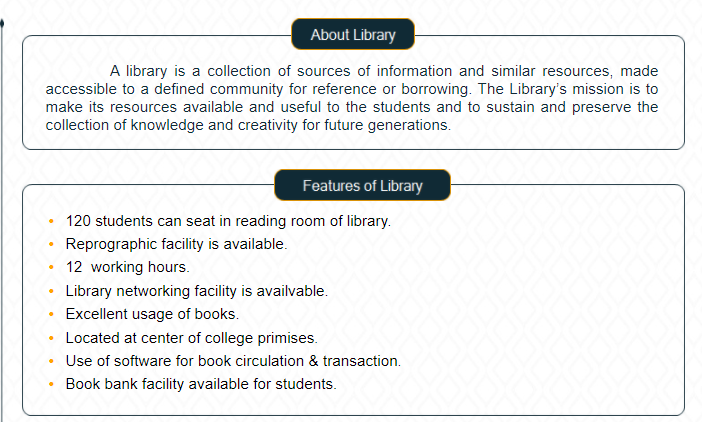 About Library
A library is a collection of sources of information and similar resources, made
accessible to a defined community for reference or borrowing. The Library's mission is to
make its resources available and useful to the students and to sustain and preserve the
collection of knowledge and creativity for future generations.
Features of Library
• 120 students can seat in reading room of library.
• Reprographic facility is available.
• 12  working hours.
• Library networking facility is availvable.
• Excellent usage of books.
• Located at center of college primises.
• Use of software for book circulation & transaction.
• Book bank facility available for students.